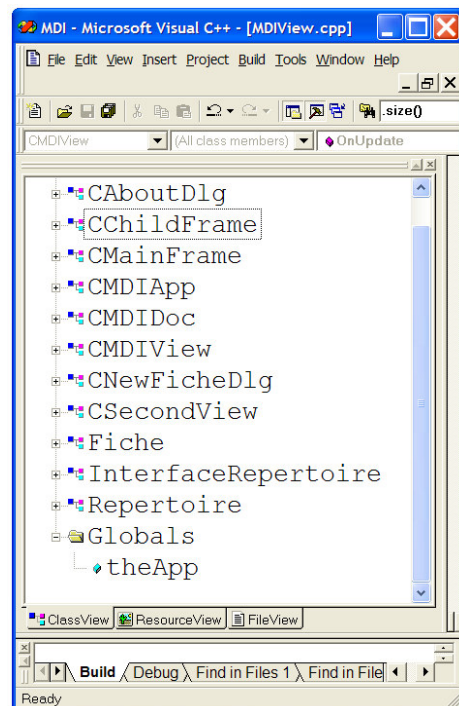 MDI - Microsoft Visual C++ - [MDIView.cpp]
File Edit View Insert Project Build Tools Window Help
.size()
CMDIView (All class members) OnUpdate
CAboutDlg
CChildFrame
CMainFrame
CMDIApp
CMDIDoc
CMDIView
CNewFicheDlg
CSecondView
Fiche
InterfaceRepertoire
Repertoire
Globals
theApp
ClassView ResourceView FileView
Build Debug Find in Files 1 Find in File
Ready